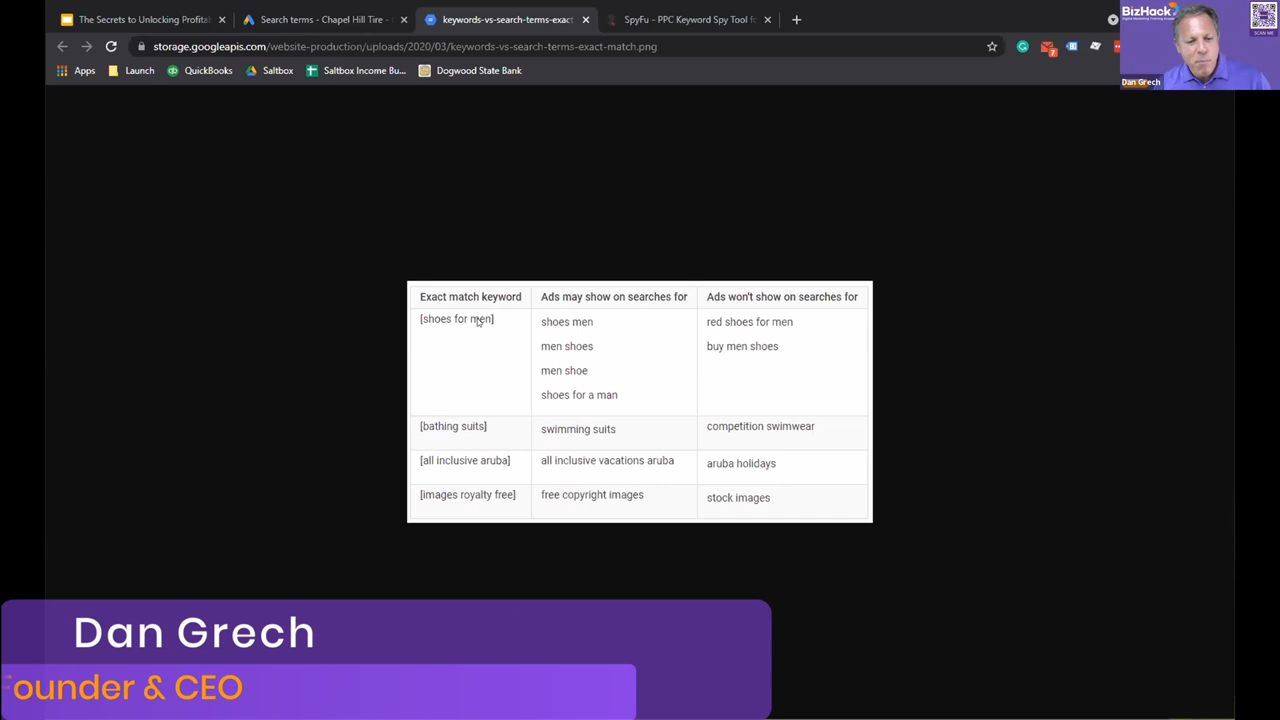 The Secrets to Unlocking Profitab
Search terms - Chapel Hill Tire -
keywords-vs-search-terms-exact
SpyFu - PPC Keyword Spy Tool fo
storage.googleapis.com/website-production/uploads/2020/03/keywords-vs-search-terms-exact-match.png
7
Apps
Launch
QuickBooks
Saltbox
Saltbox Income Bu...
Dogwood State Bank
BizHack
SCAN ME
Dan Grech
Exact match keyword
Ads may show on searches for
Ads won't show on searches for
[shoes for men]
shoes men
red shoes for men
men shoes
buy men shoes
men shoe
shoes for a man
[bathing suits]
swimming suits
competition swimwear
[all inclusive aruba]
all inclusive vacations aruba
aruba holidays
[images royalty free]
free copyright images
stock images
Dan Grech
ounder & CEO